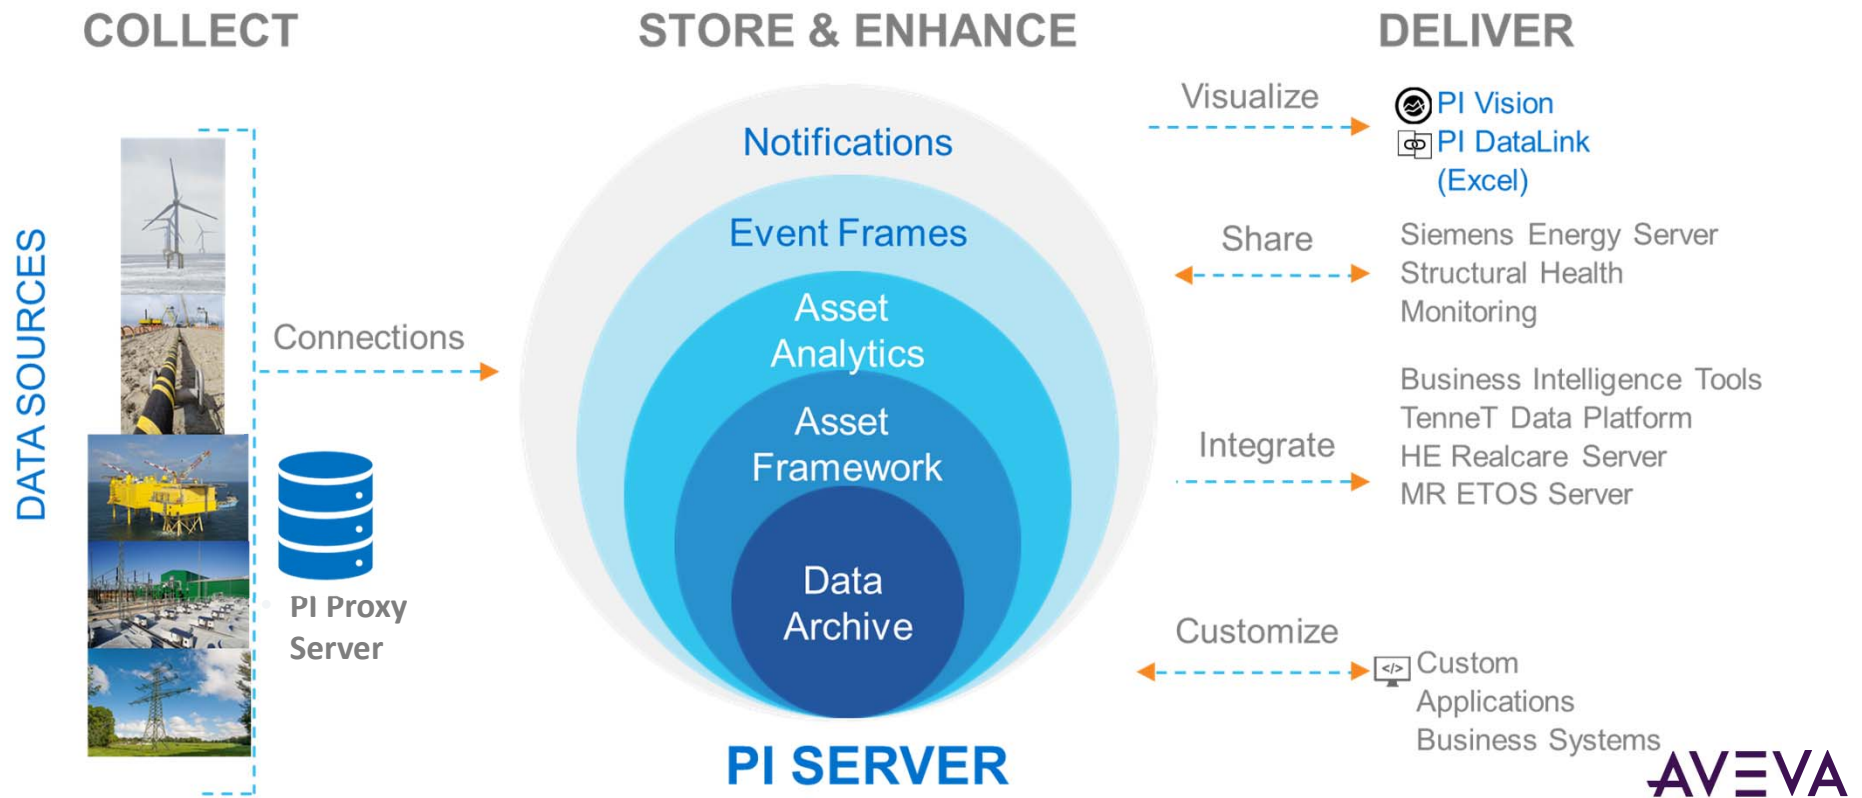 COLLECT
STORE & ENHANCE
DELIVER
DATA SOURCES
Connections
PI Proxy
Server
Notifications
Event Frames
Asset
Analytics
Asset
Framework
Data
Archive
PI SERVER
Visualize
PI Vision
PI DataLink
(Excel)
Share
Siemens Energy Server
Structural Health
Monitoring
Integrate
Business Intelligence Tools
TenneT Data Platform
HE Realcare Server
MR ETOS Server
Customize
</>
Custom
Applications
Business Systems
AVEVA